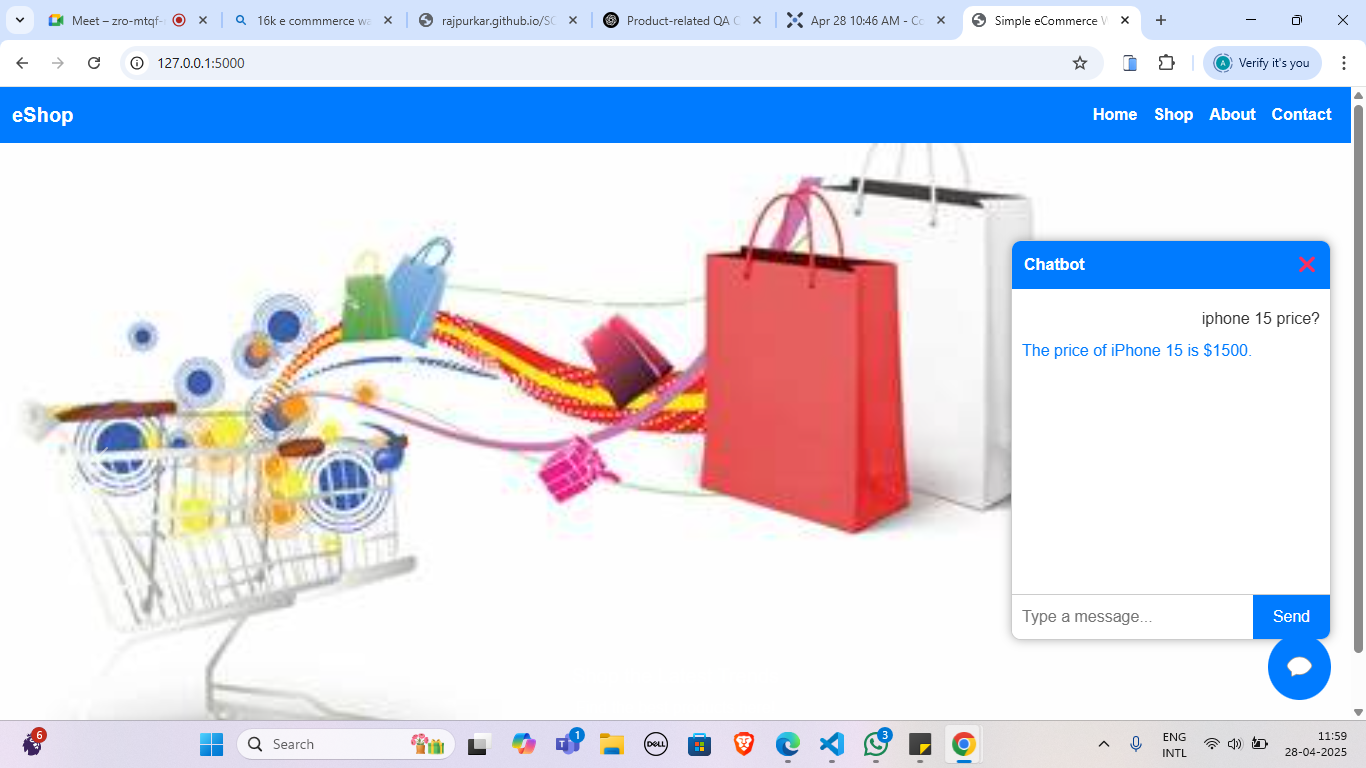 Meet – zro-mtqf-
16k e commmerce wa
rajpurkar.github.io/SC
Product-related QA C
Apr 28 10:46 AM - Co
Simple eCommerce W
127.0.0.1:5000
Verify it's you
eShop
Home Shop About Contact
Chatbot
iphone 15 price?
The price of iPhone 15 is $1500.
Type a message...
Send
6
Search
1
DELL
3
ENG
INTL
11:59
28-04-2025